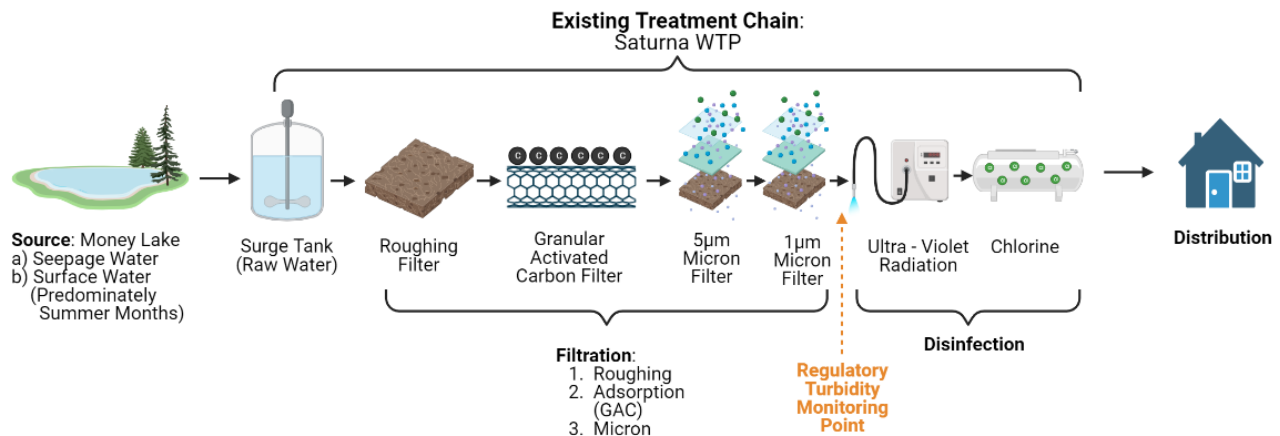 Existing Treatment Chain:
Saturna WTP
Source: Money Lake
a) Seepage Water
b) Surface Water
(Predominately
Summer Months)
Surge Tank
(Raw Water)
Roughing
Filter
C C C C C C
Granular
Activated
Carbon Filter
5µm
Micron
Filter
1µm
Micron
Filter
Ultra - Violet
Radiation
Chlorine
Distribution
Filtration:
1. Roughing
2. Adsorption
(GAC)
3. Micron
Regulatory
Turbidity
Monitoring
Point
Disinfection